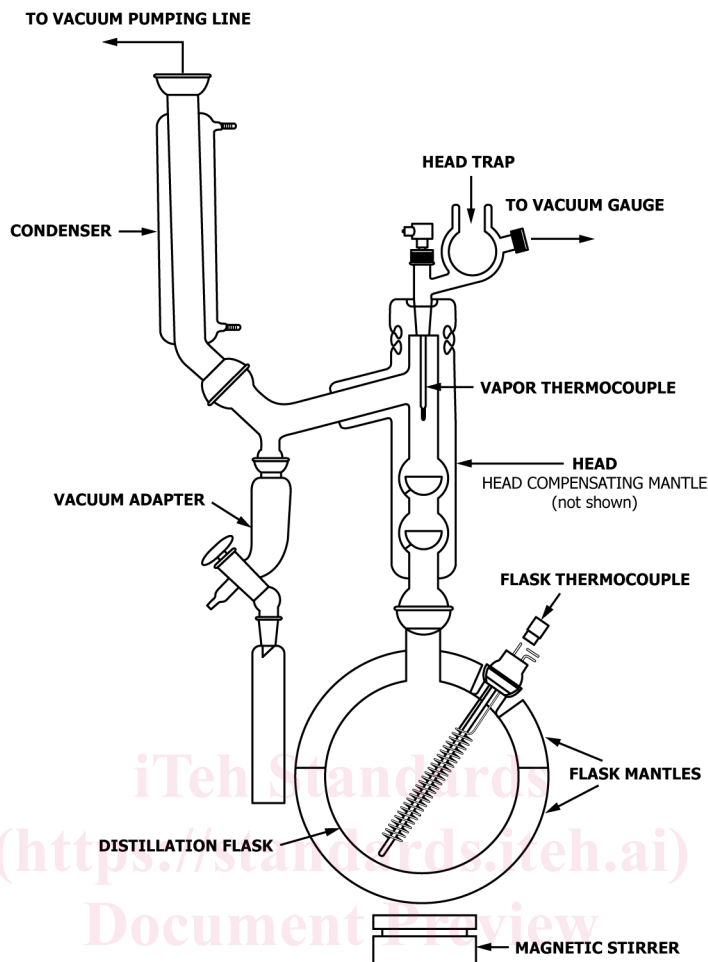 TO VACUUM PUMPING LINE
HEAD TRAP
TO VACUUM GAUGE
CONDENSER
VAPOR THERMOCOUPLE
HEAD
HEAD COMPENSATING MANTLE
(not shown)
VACUUM ADAPTER
FLASK THERMOCOUPLE
iTeh Standards
FLASK MANTLES
DISTILLATION FLASK
(https://standards.iteh.ai)
Document Preview
MAGNETIC STIRRER